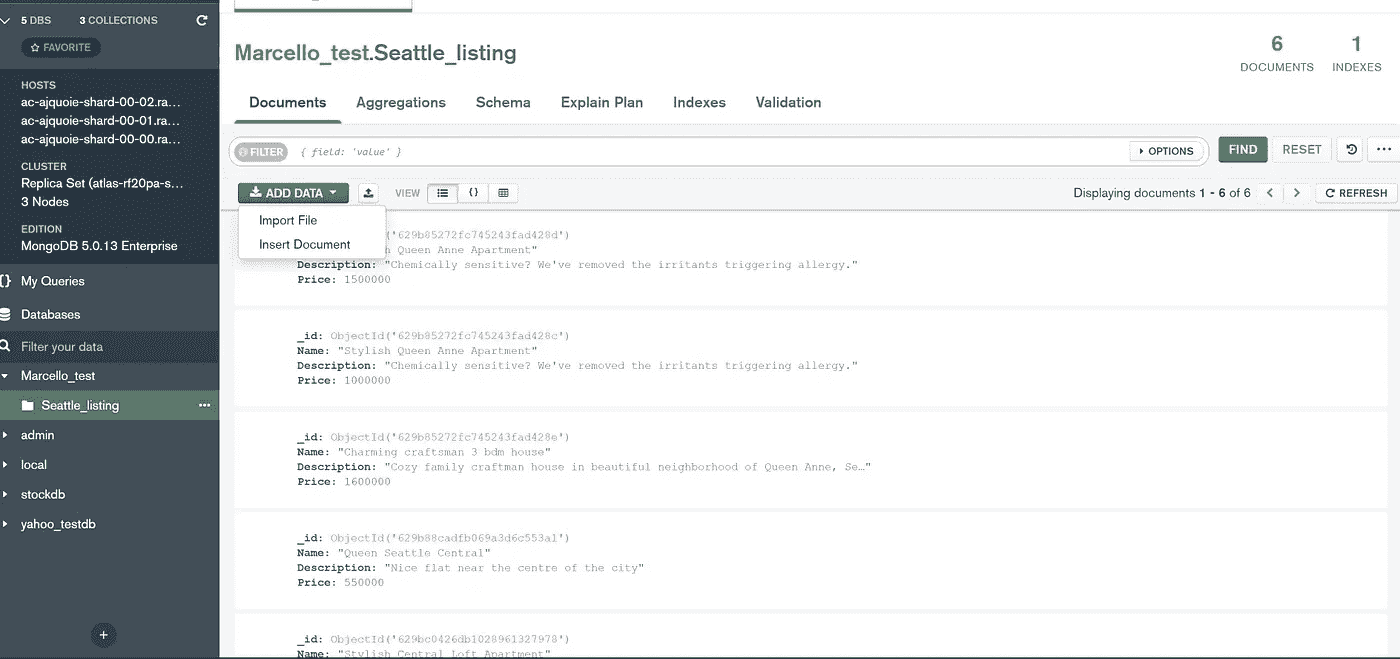 5 DBS 3 COLLECTIONS
FAVORITE
HOSTS
ac-ajquoie-shard-00-02.ra...
ac-ajquoie-shard-00-01.ra...
ac-ajquoie-shard-00-00.ra...
CLUSTER
Replica Set (atlas-rf20pa-s...
3 Nodes
EDITION
MongoDB 5.0.13 Enterprise
{} My Queries
Databases
Filter your data
Marcello_test
Seattle_listing ...
admin
local
stockdb
yahoo_testdb
+
Marcello_test.Seattle_listing
6 1
DOCUMENTS INDEXES
Documents Aggregations Schema Explain Plan Indexes Validation
FILTER { field: 'value' } OPTIONS FIND RESET ...
ADD DATA VIEW {} Displaying documents 1 - 6 of 6 < > REFRESH
Import File
Insert Document
('629b85272fc745243fad428d')
h Queen Anne Apartment"
Description: "Chemically sensitive? We've removed the irritants triggering allergy."
Price: 1500000
_id: ObjectId('629b85272fc745243fad428c')
Name: "Stylish Queen Anne Apartment"
Description: "Chemically sensitive? We've removed the irritants triggering allergy."
Price: 1000000
_id: ObjectId('629b85272fc745243fad428e')
Name: "Charming craftsman 3 bdm house"
Description: "Cozy family craftman house in beautiful neighborhood of Queen Anne, Se…"
Price: 1600000
_id: ObjectId('629b88cadfb069a3d6c553a1')
Name: "Queen Seattle Central"
Description: "Nice flat near the centre of the city"
Price: 550000
_id: ObjectId('629bc0426db1028961327978')
Name: "Stylish Central Loft Apartment"